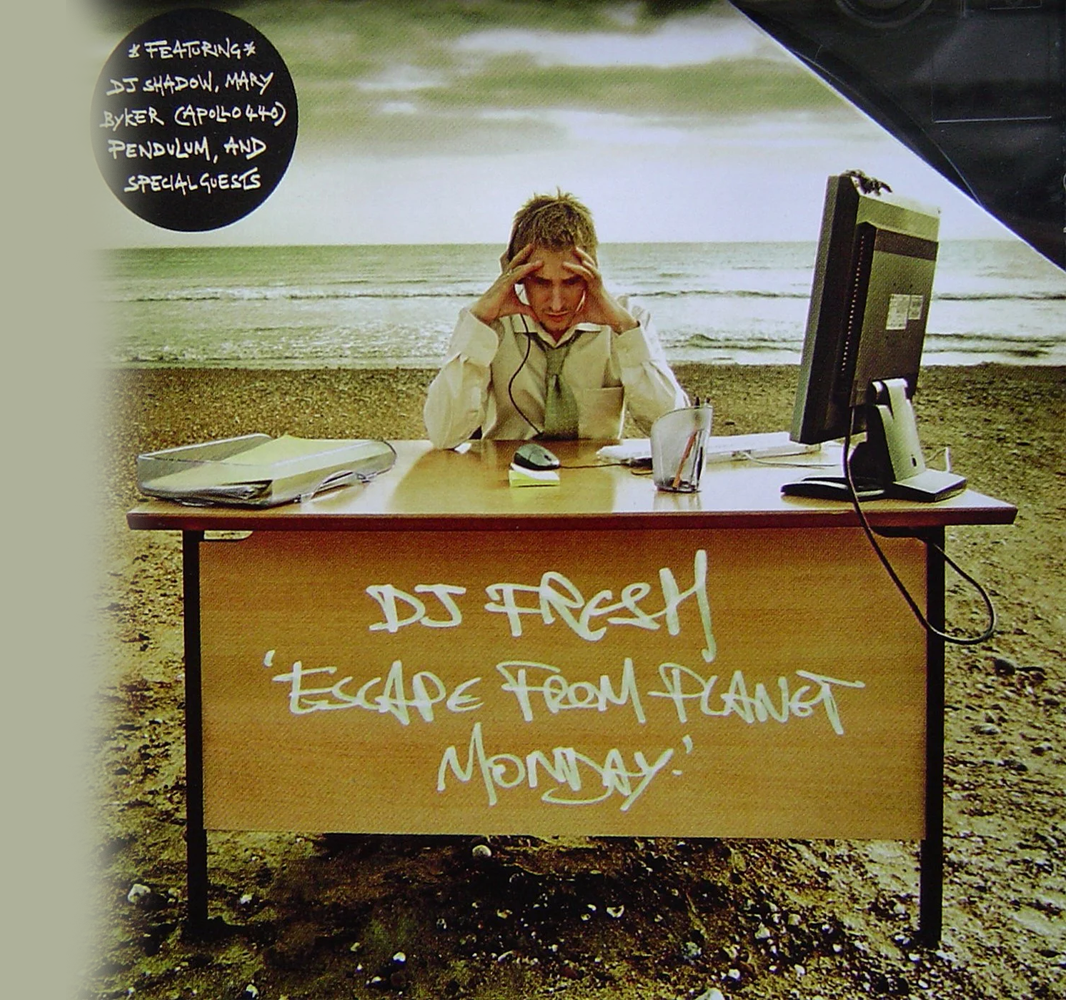 * FEATURING *
DJ SHADOW, MARY
BYKER (APOLLO 440)
PENDULUM, AND
SPECIAL GUESTS
DJ FRESH
'ESCAPE FROM PLANET
MONDAY.'